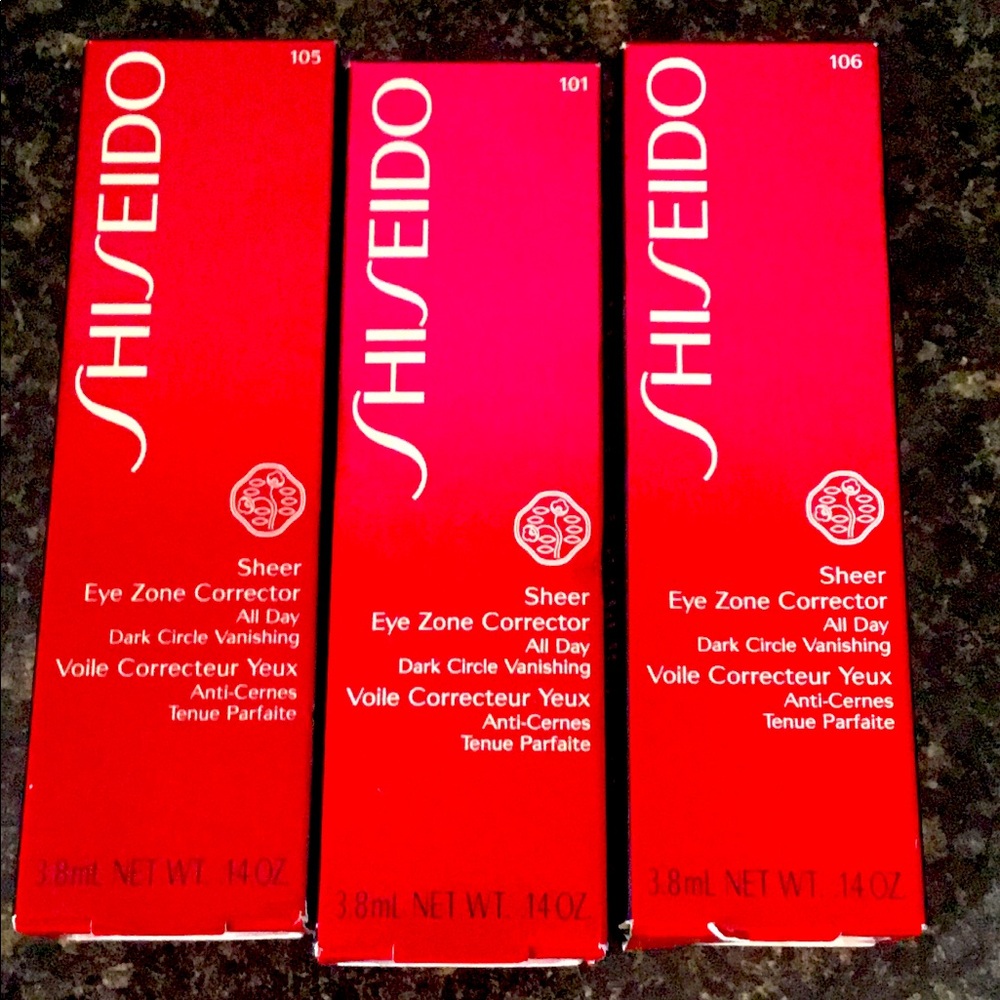 105
SHISEIDO
Sheer
Eye Zone Corrector
All Day
Dark Circle Vanishing
Voile Correcteur Yeux
Anti-Cernes
Tenue Parfaite
3.8mL NET WT. .14 OZ.
101
SHISEIDO
Sheer
Eye Zone Corrector
All Day
Dark Circle Vanishing
Voile Correcteur Yeux
Anti-Cernes
Tenue Parfaite
3.8mL NET WT. .14 OZ.
106
SHISEIDO
Sheer
Eye Zone Corrector
All Day
Dark Circle Vanishing
Voile Correcteur Yeux
Anti-Cernes
Tenue Parfaite
3.8mL NET WT. .14 OZ.